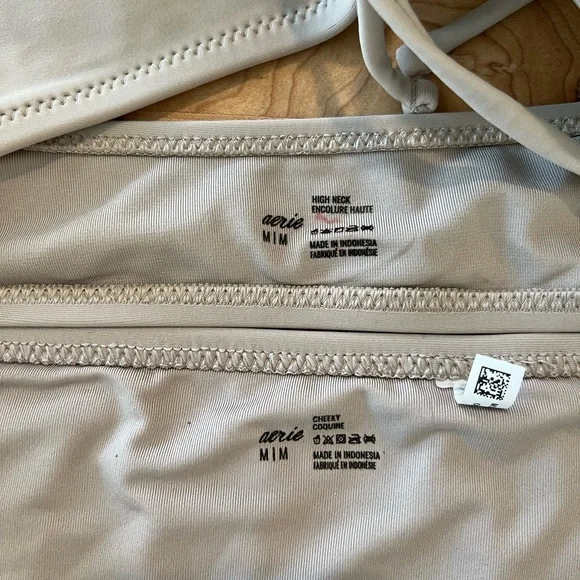 aerie
M|M
HIGH NECK
ENCOLURE HAUTE
MADE IN INDONESIA
FABRIQUÉ EN INDONÉSIE
aerie
M|M
CHEEKY
COQUINE
MADE IN INDONESIA
FABRIQUÉ EN INDONÉSIE